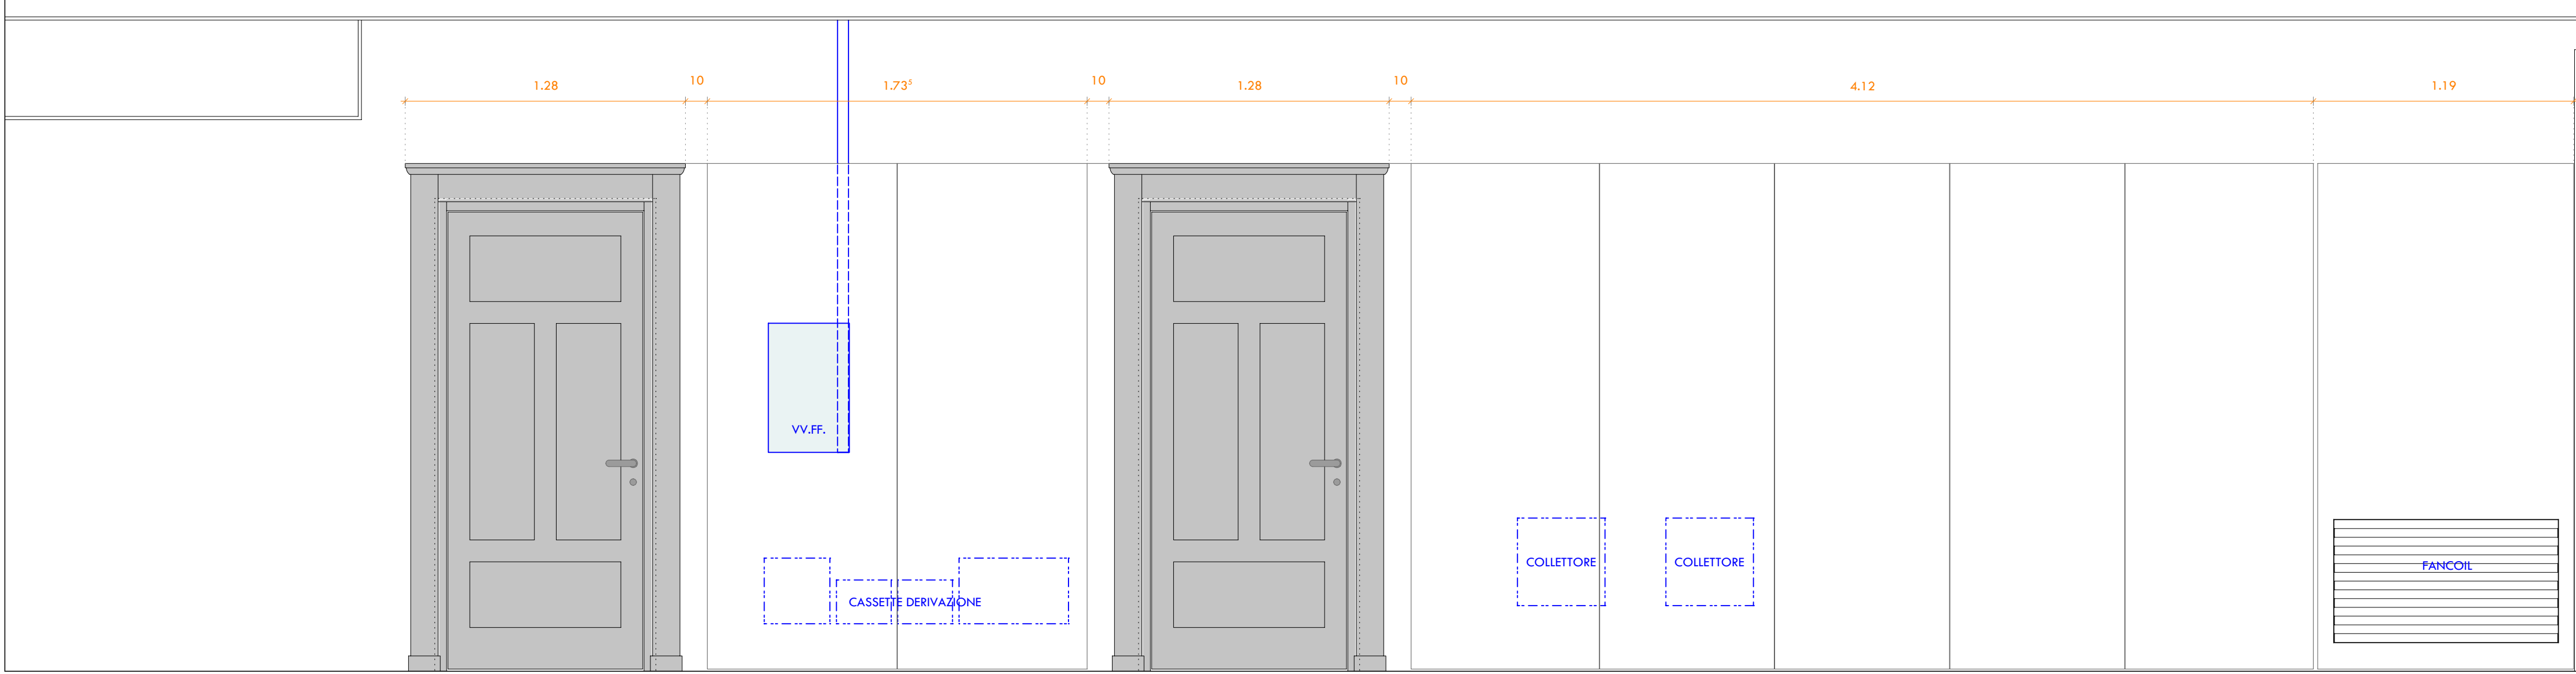 1.28
10
1.73⁵
10
1.28
10
4.12
1.19
VV.FF.
CASSETTE DERIVAZIONE
COLLETTORE
COLLETTORE
FANCOIL